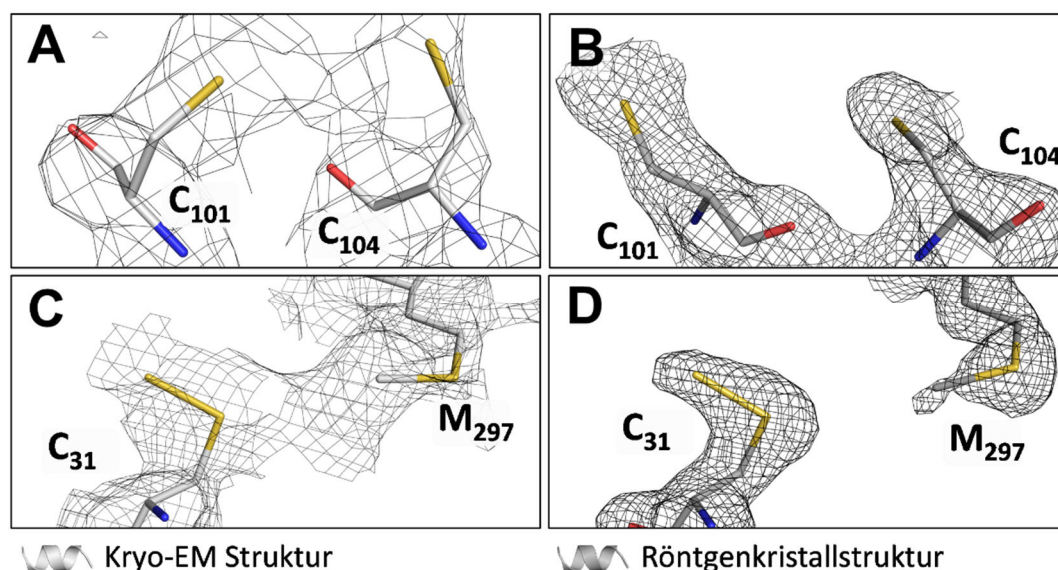 A
C101
C104
B
C101
C104
C
C31
M297
D
C31
M297
Kryo-EM Struktur
Röntgenkristallstruktur